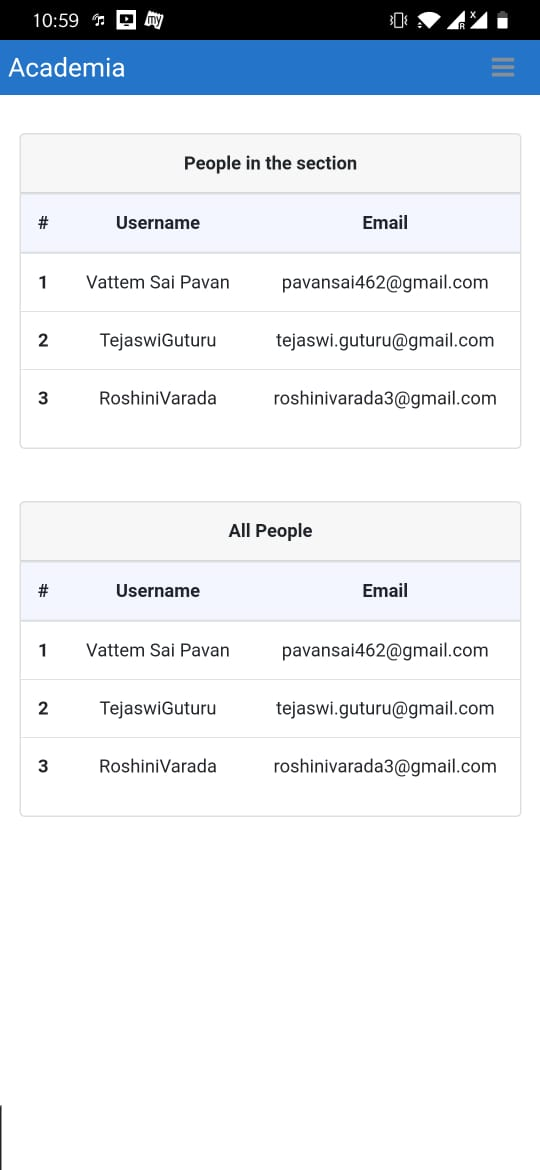 10:59
Academia
People in the section
# Username Email
1 Vattem Sai Pavan pavansai462@gmail.com
2 TejaswiGuturu tejaswi.guturu@gmail.com
3 RoshiniVarada roshinivarada3@gmail.com
All People
# Username Email
1 Vattem Sai Pavan pavansai462@gmail.com
2 TejaswiGuturu tejaswi.guturu@gmail.com
3 RoshiniVarada roshinivarada3@gmail.com